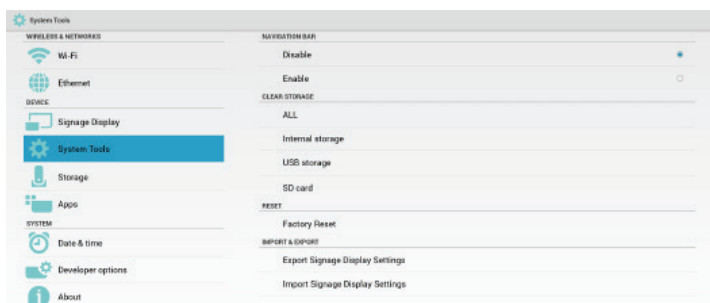 System Tools
WIRELESS & NETWORKS
Wi-Fi
Ethernet
DEVICE
Signage Display
System Tools
Storage
Apps
SYSTEM
Date & time
Developer options
About
NAVIGATION BAR
Disable
Enable
CLEAR STORAGE
ALL
Internal storage
USB storage
SD card
RESET
Factory Reset
IMPORT & EXPORT
Export Signage Display Settings
Import Signage Display Settings